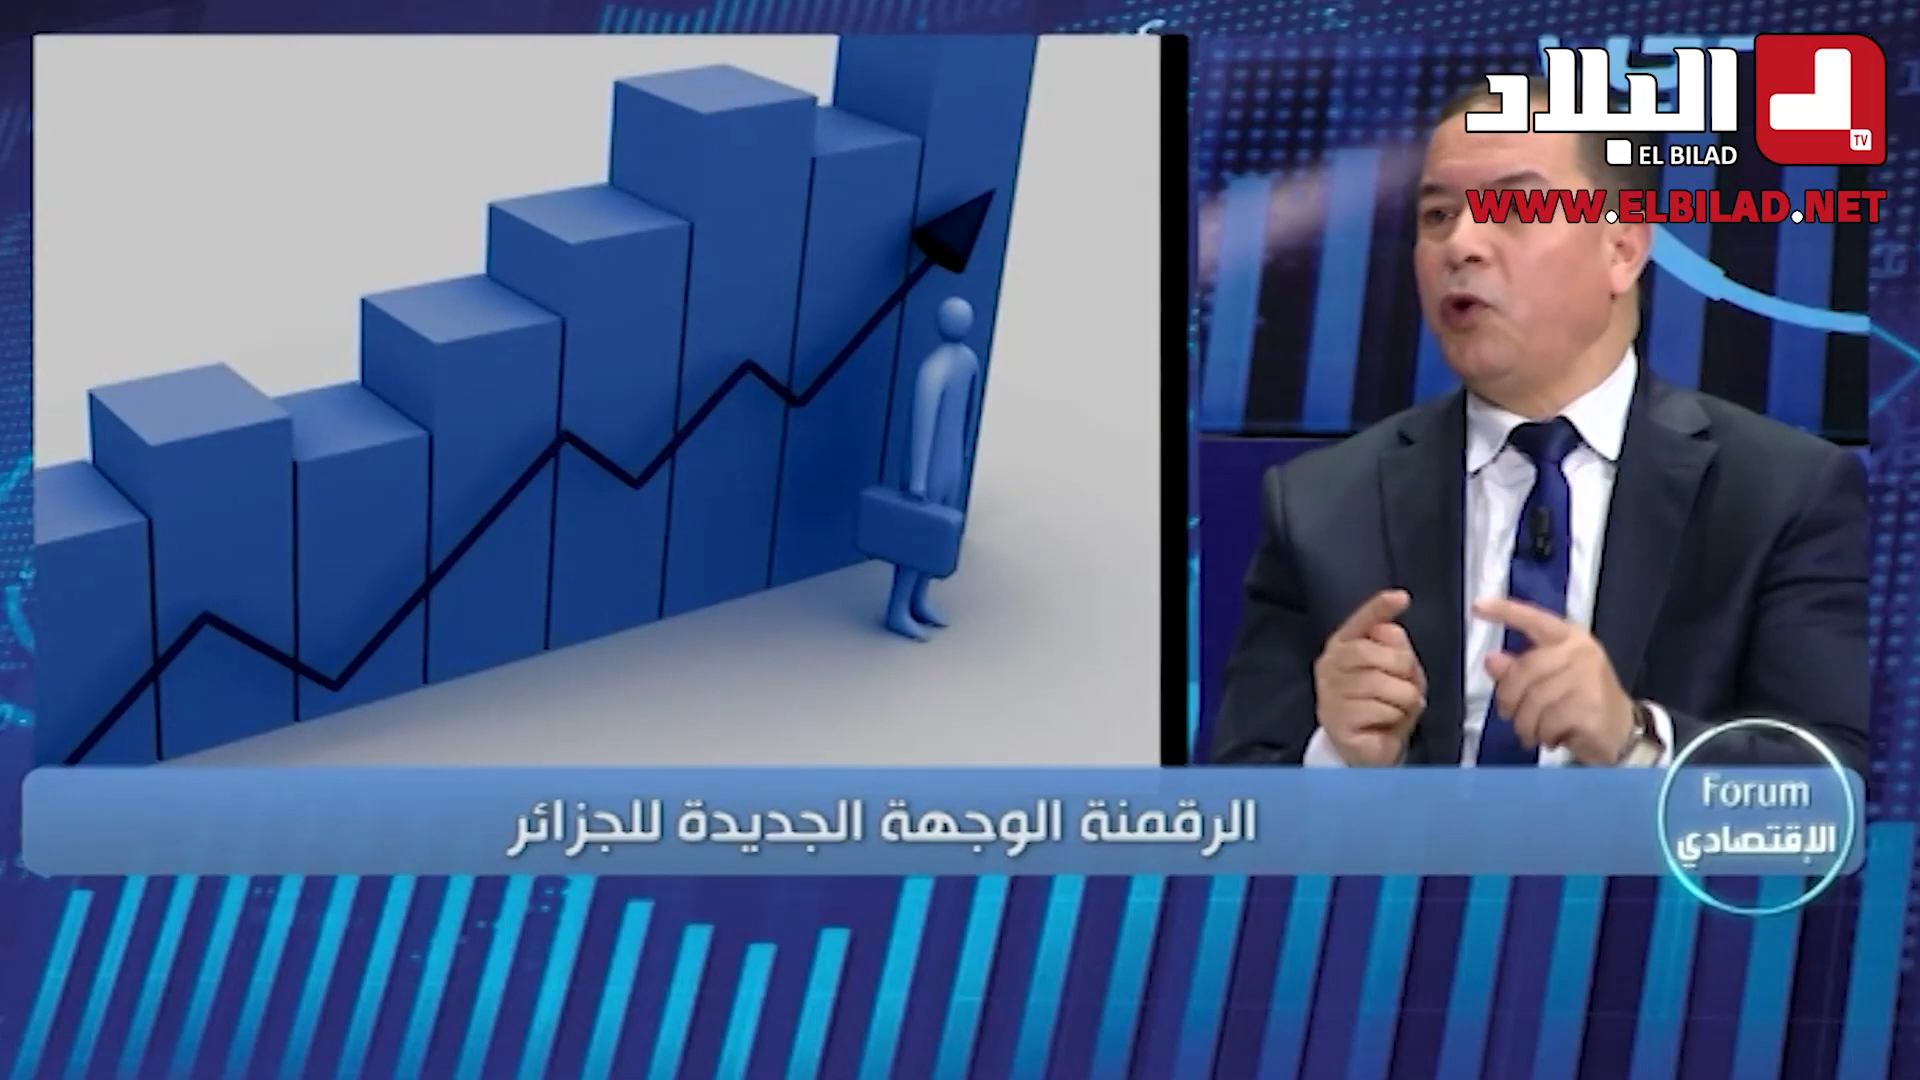 البلاد
TV
EL BILAD
WWW.ELBILAD.NET
الرقمنة الوجهة الجديدة للجزائر
Forum
الإقتصادي